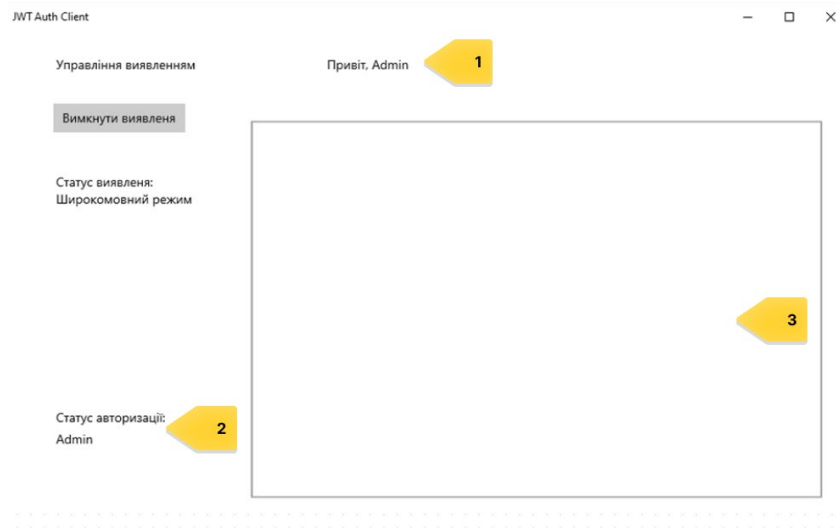 JWT Auth Client
Управління виявленням
Привіт, Admin
1
Вимкнути виявленя
Статус виявленя:
Широкомовний режим
3
Статус авторизації:
2
Admin